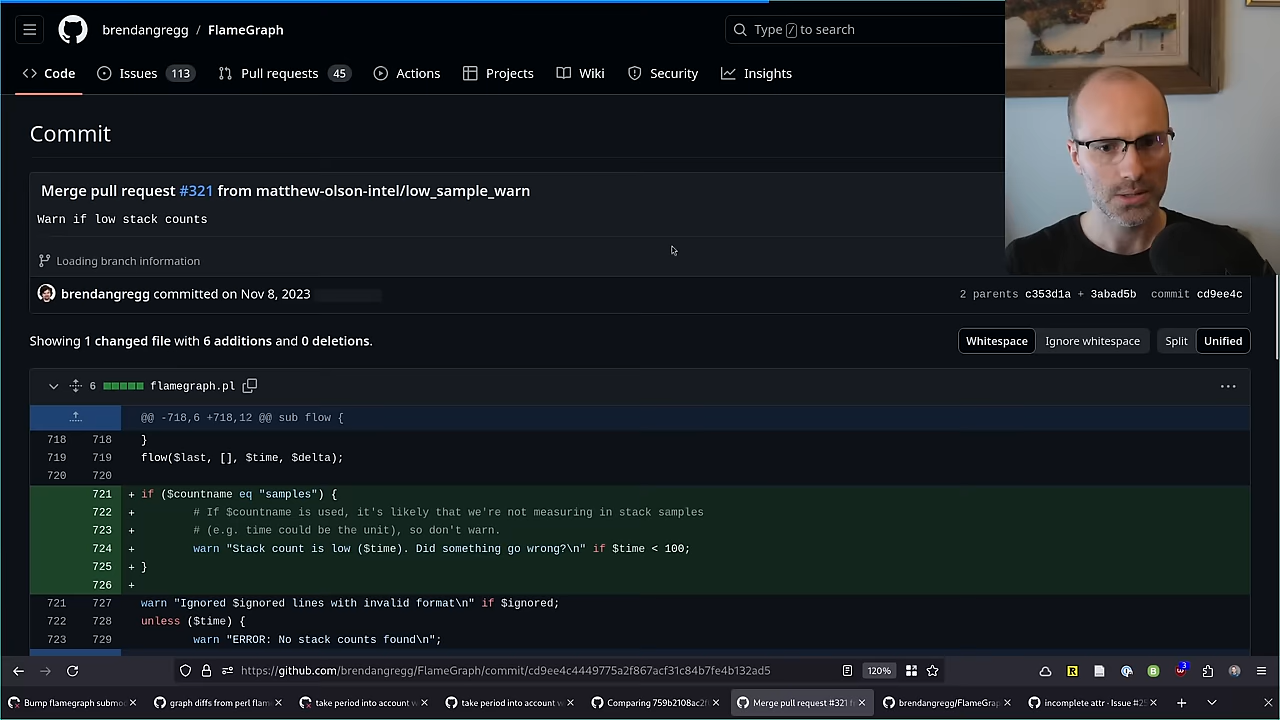 brendangregg / FlameGraph
Type / to search
Code
Issues 113
Pull requests 45
Actions
Projects
Wiki
Security
Insights
Commit
Merge pull request #321 from matthew-olson-intel/low_sample_warn
Warn if low stack counts
Loading branch information
brendangregg committed on Nov 8, 2023
2 parents c353d1a + 3abad5b commit cd9ee4c
Showing 1 changed file with 6 additions and 0 deletions.
Whitespace Ignore whitespace Split Unified
6 flamegraph.pl
@@ -718,6 +718,12 @@ sub flow {
718 718 }
719 719 flow($last, [], $time, $delta);
720 720
721 + if ($countname eq "samples") {
722 + # If $countname is used, it's likely that we're not measuring in stack samples
723 + # (e.g. time could be the unit), so don't warn.
724 + warn "Stack count is low ($time). Did something go wrong?\n" if $time < 100;
725 + }
726 +
721 727 warn "Ignored $ignored lines with invalid format\n" if $ignored;
722 728 unless ($time) {
723 729 warn "ERROR: No stack counts found\n";
https://github.com/brendangregg/FlameGraph/commit/cd9ee4c4449775a2f867acf31c84b7fe4b132ad5
120%
R
B
3
Bump flamegraph submo
graph diffs from perl flam
take period into account w
take period into account w
Comparing 759b2108ac2f
Merge pull request #321 f
brendangregg/FlameGra
incomplete attr · Issue #25